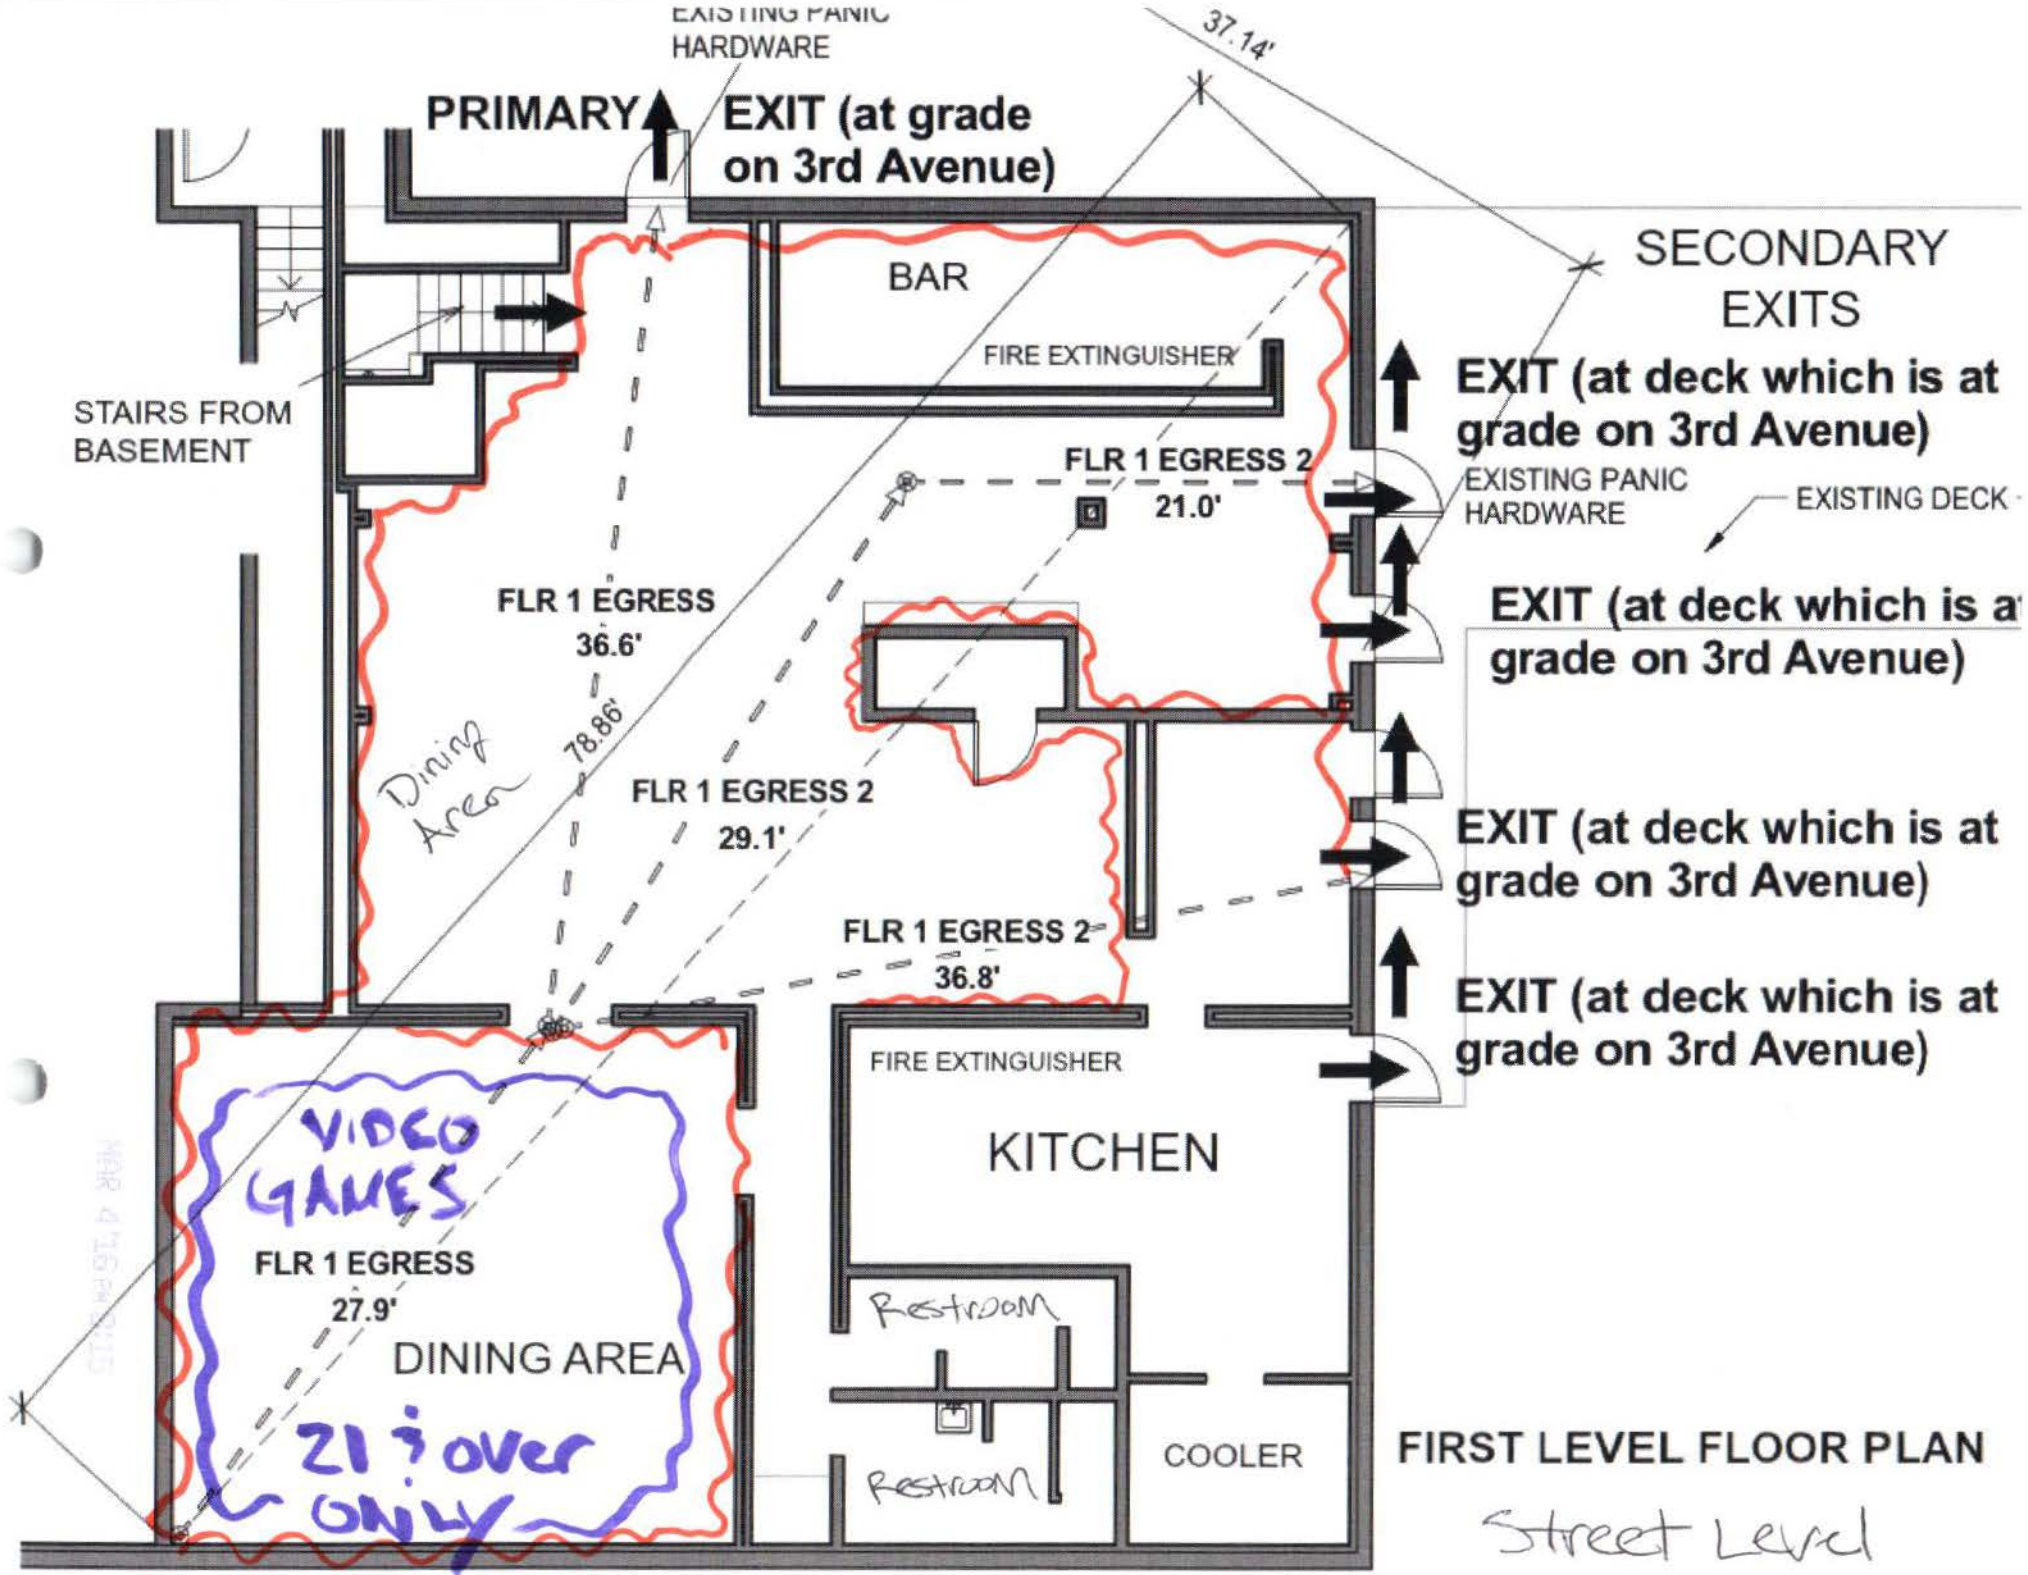 EXISTING PANIC
HARDWARE
37.14'
PRIMARY
EXIT (at grade
on 3rd Avenue)
SECONDARY
EXITS
BAR
FIRE EXTINGUISHER
EXIT (at deck which is at
grade on 3rd Avenue)
STAIRS FROM
BASEMENT
FLR 1 EGRESS 2
21.0'
EXISTING PANIC
HARDWARE
EXISTING DECK
FLR 1 EGRESS
36.6'
EXIT (at deck which is at
grade on 3rd Avenue)
78.86'
Dining
Area
FLR 1 EGRESS 2
29.1'
EXIT (at deck which is at
grade on 3rd Avenue)
FLR 1 EGRESS 2
36.8'
EXIT (at deck which is at
grade on 3rd Avenue)
FIRE EXTINGUISHER
VIDEO
GAMES
KITCHEN
FLR 1 EGRESS
27.9'
Restroom
DINING AREA
21 & over
ONLY
COOLER
Restroom
FIRST LEVEL FLOOR PLAN
Street Level
MAR 4'16